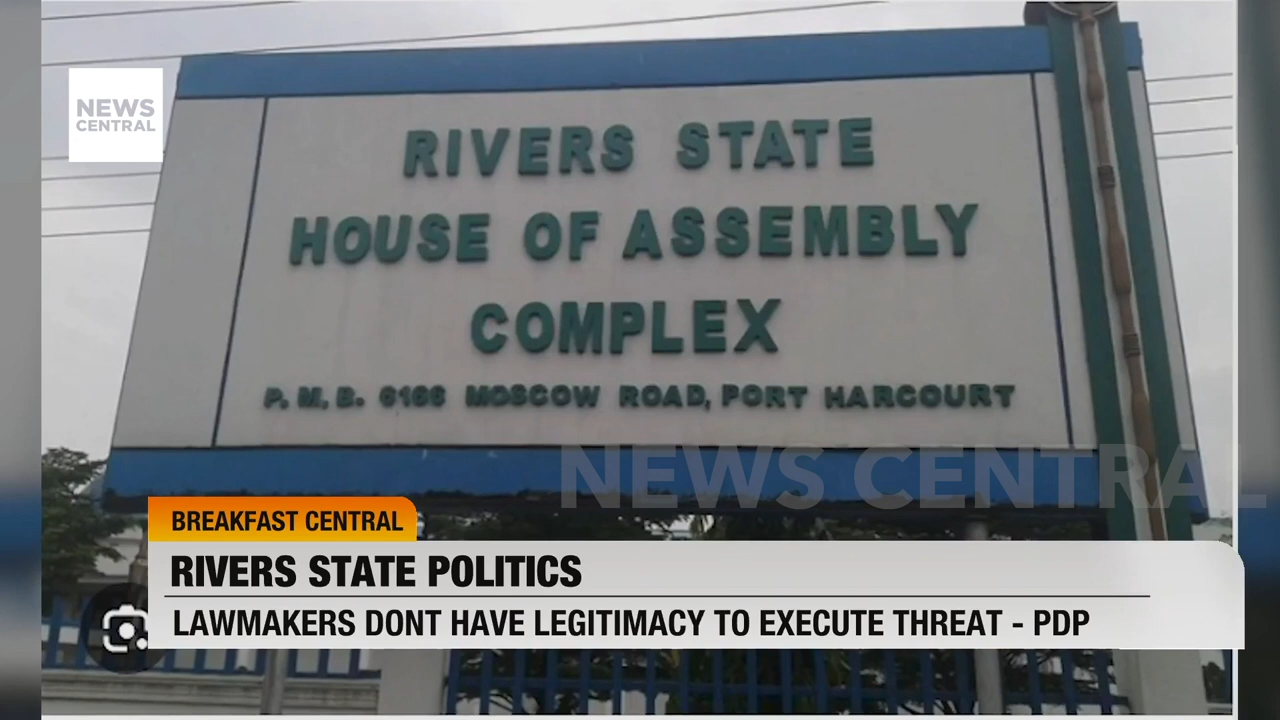 NEWS
CENTRAL
RIVERS STATE
HOUSE OF ASSEMBLY
COMPLEX
P. M. B. 6166 MOSCOW ROAD, PORT HARCOURT
NEWS CENTRAL
BREAKFAST CENTRAL
RIVERS STATE POLITICS
LAWMAKERS DONT HAVE LEGITIMACY TO EXECUTE THREAT - PDP